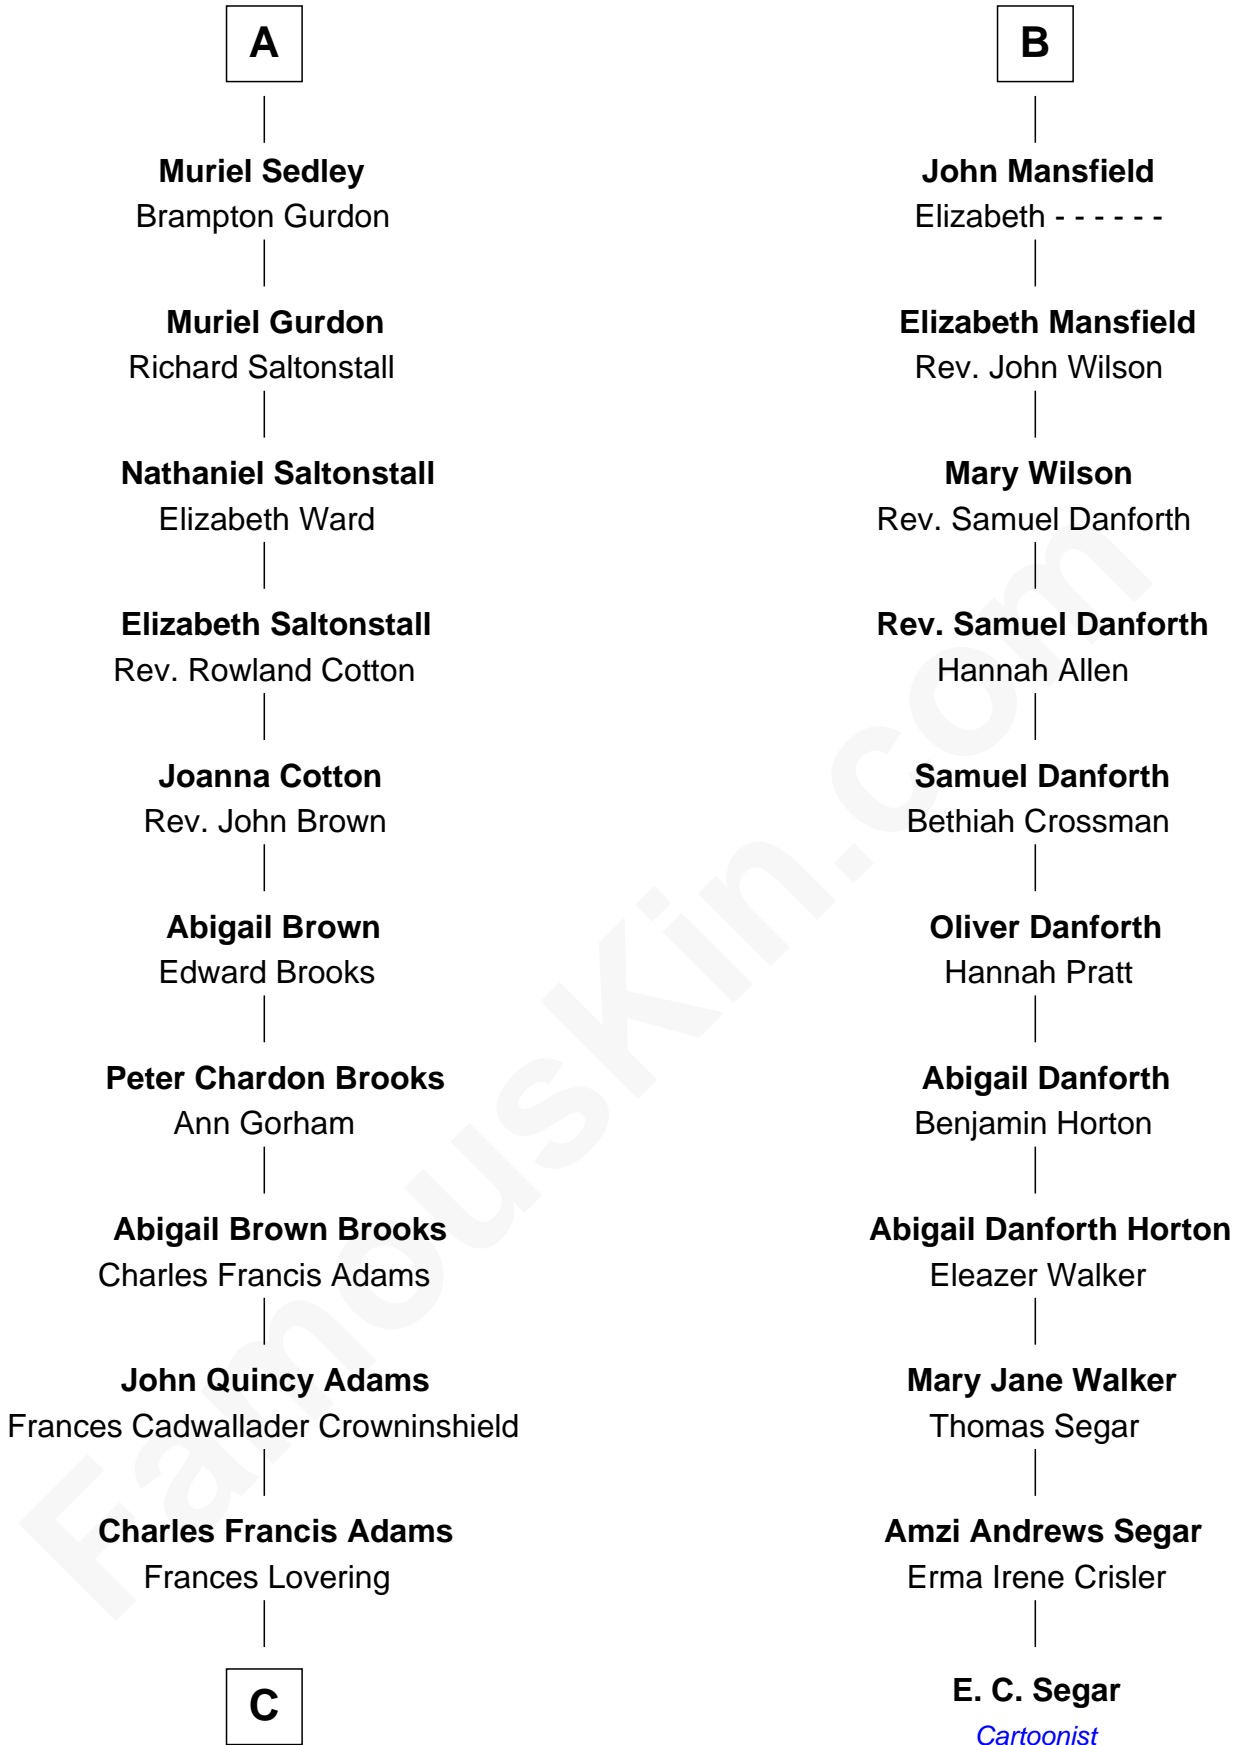 A
Muriel Sedley
Brampton Gurdon
Muriel Gurdon
Richard Saltonstall
Nathaniel Saltonstall
Elizabeth Ward
Elizabeth Saltonstall
Rev. Rowland Cotton
Joanna Cotton
Rev. John Brown
Abigail Brown
Edward Brooks
Peter Chardon Brooks
Ann Gorham
Abigail Brown Brooks
Charles Francis Adams
John Quincy Adams
Frances Cadwallader Crowninshield
Charles Francis Adams
Frances Lovering
C
B
John Mansfield
Elizabeth - - - - - -
Elizabeth Mansfield
Rev. John Wilson
Mary Wilson
Rev. Samuel Danforth
Rev. Samuel Danforth
Hannah Allen
Samuel Danforth
Bethiah Crossman
Oliver Danforth
Hannah Pratt
Abigail Danforth
Benjamin Horton
Abigail Danforth Horton
Eleazer Walker
Mary Jane Walker
Thomas Segar
Amzi Andrews Segar
Erma Irene Crisler
E. C. Segar
Cartoonist
FamousKin.com